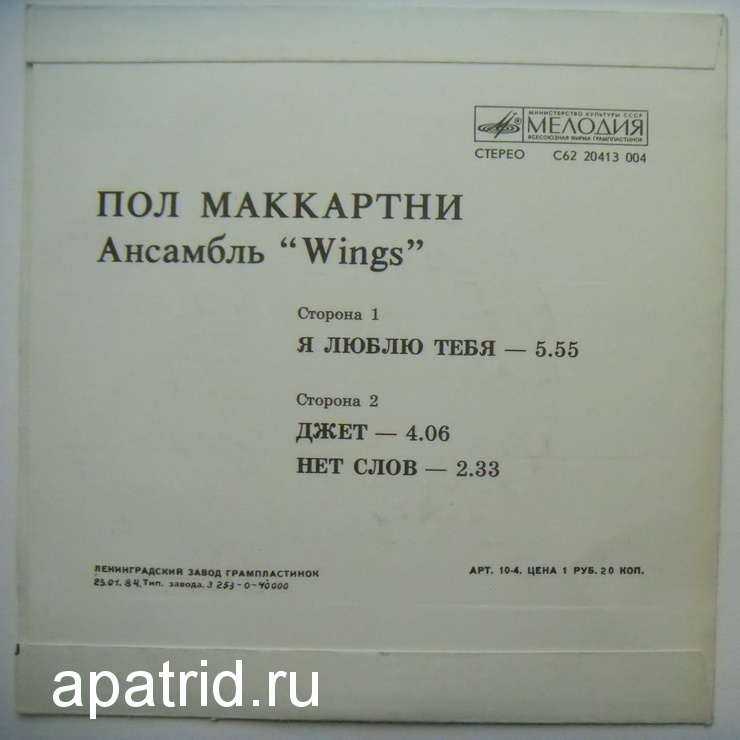 МИНИСТЕРСТВО КУЛЬТУРЫ СССР
МЕЛОДИЯ
ВСЕСОЮЗНАЯ ФИРМА ГРАМПЛАСТИНОК
СТЕРЕО С62 20413 004
ПОЛ МАККАРТНИ
Ансамбль “Wings”
Сторона 1
Я ЛЮБЛЮ ТЕБЯ — 5.55
Сторона 2
ДЖЕТ — 4.06
НЕТ СЛОВ — 2.33
ЛЕНИНГРАДСКИЙ ЗАВОД ГРАМПЛАСТИНОК
23.01.84. Тип. завода. З 253-0-40000
АРТ. 10-4. ЦЕНА 1 РУБ. 20 КОП.
apatrid.ru